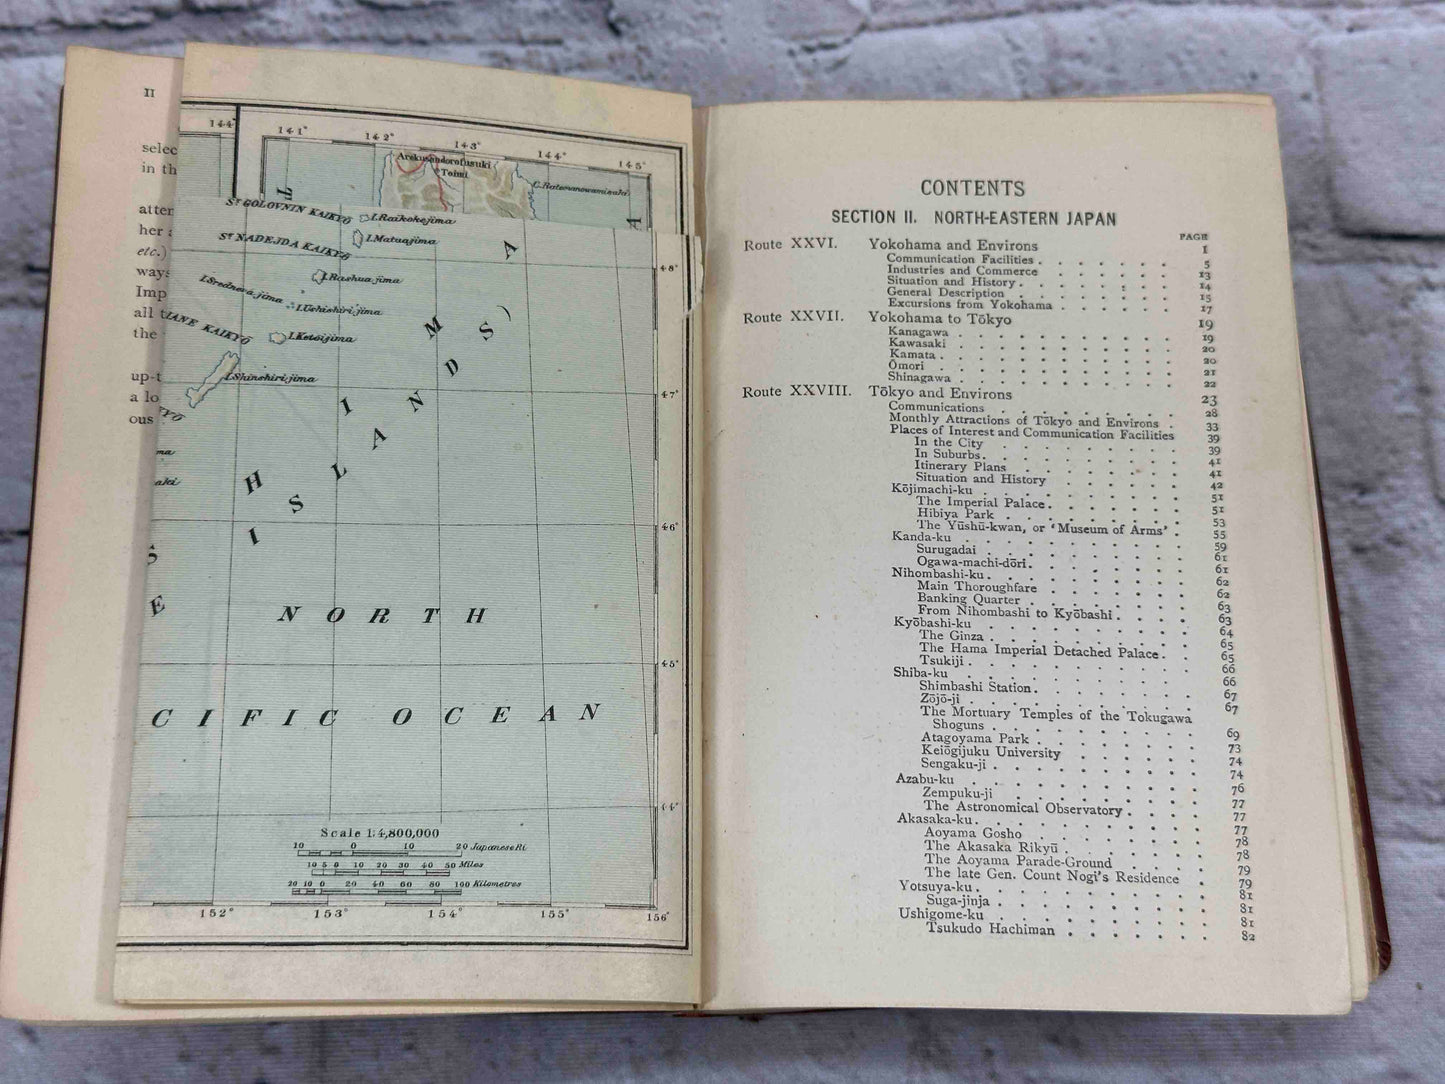 II
selec
in th
atter
her a
etc.)
ways
Imp
all t
the
up-t
a lo
ous
144°
141° 142° 143° 144° 145°
Arekusandorofusuki
Toimi
C. Ratomanowamisaki
T
A
ST GOLOVNIN KAIKYŌ
I. Raikokejima
ST NADEJDA KAIKYŌ
I. Matuajima
I. Rashua jima
I. Sredneva jima
I. Ushishiri jima
IANE KAIKYŌ
I. Ketoijima
I. Shinshiri jima
YŌ
ma
aki
48°
47°
46°
45°
44°
S H I M A
E ISLANDS)
NORTH
CIFIC OCEAN
Scale 1:4,800,000
10 0 10 20 Japanese Ri
10 5 0 10 20 30 40 50 Miles
20 10 0 20 40 60 80 100 Kilometres
152° 153° 154° 155° 156°
CONTENTS
SECTION II. NORTH-EASTERN JAPAN
PAGE
Route XXVI. Yokohama and Environs 1
Communication Facilities . . . . . . . 5
Industries and Commerce . . . . . . 13
Situation and History . . . . . . . 14
General Description . . . . . . . 15
Excursions from Yokohama . . . . . . 17
Route XXVII. Yokohama to Tōkyo 19
Kanagawa . . . . . . . . . . 19
Kawasaki . . . . . . . . . . 20
Kamata . . . . . . . . . . . 20
Ōmori . . . . . . . . . . . 21
Shinagawa . . . . . . . . . . 22
Route XXVIII. Tōkyo and Environs 23
Communications . . . . . . . . . 28
Monthly Attractions of Tōkyo and Environs . 33
Places of Interest and Communication Facilities 39
In the City . . . . . . . . . 39
In Suburbs . . . . . . . . . 41
Itinerary Plans . . . . . . . . 41
Situation and History . . . . . . 42
Kōjimachi-ku . . . . . . . . . 51
The Imperial Palace . . . . . . . 51
Hibiya Park . . . . . . . . . 53
The Yūshū-kwan, or 'Museum of Arms' . 55
Kanda-ku . . . . . . . . . . . 59
Surugadai . . . . . . . . . . 61
Ogawa-machi-dōri . . . . . . . . 61
Nihombashi-ku . . . . . . . . . 62
Main Thoroughfare . . . . . . . 62
Banking Quarter . . . . . . . . 63
From Nihombashi to Kyōbashi . . . . 63
Kyōbashi-ku . . . . . . . . . . 64
The Ginza . . . . . . . . . . 65
The Hama Imperial Detached Palace . . 65
Tsukiji . . . . . . . . . . . 66
Shiba-ku . . . . . . . . . . . 66
Shimbashi Station . . . . . . . . 67
Zōjō-ji . . . . . . . . . . . 67
The Mortuary Temples of the Tokugawa
Shoguns . . . . . . . . . . 69
Atagoyama Park . . . . . . . . 73
Keiōgijuku University . . . . . . 74
Sengaku-ji . . . . . . . . . . 74
Azabu-ku . . . . . . . . . . . 76
Zempuku-ji . . . . . . . . . . 77
The Astronomical Observatory . . . . 77
Akasaka-ku . . . . . . . . . . 77
Aoyama Gosho . . . . . . . . 78
The Akasaka Rikyū . . . . . . . 78
The Aoyama Parade-Ground . . . . 79
The late Gen. Count Nogi's Residence . 79
Yotsuya-ku . . . . . . . . . . 81
Suga-jinja . . . . . . . . . . 81
Ushigome-ku . . . . . . . . . . 81
Tsukudo Hachiman . . . . . . . 82